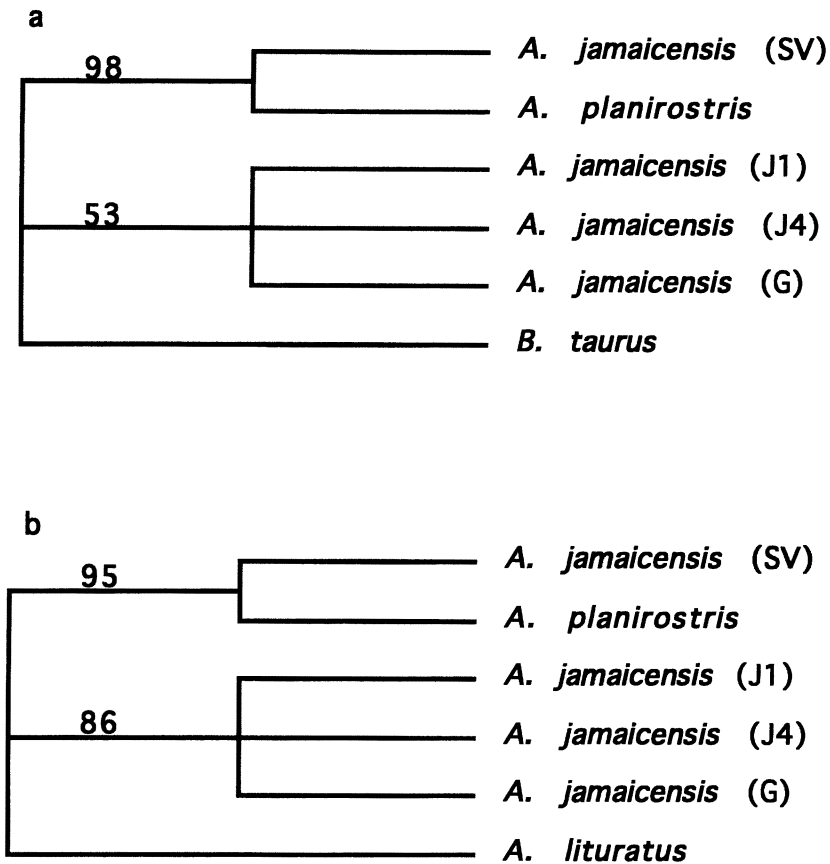 a
98
A. jamaicensis (SV)
A. planirostris
A. jamaicensis (J1)
53
A. jamaicensis (J4)
A. jamaicensis (G)
B. taurus
b
95
A. jamaicensis (SV)
A. planirostris
A. jamaicensis (J1)
86
A. jamaicensis (J4)
A. jamaicensis (G)
A. lituratus